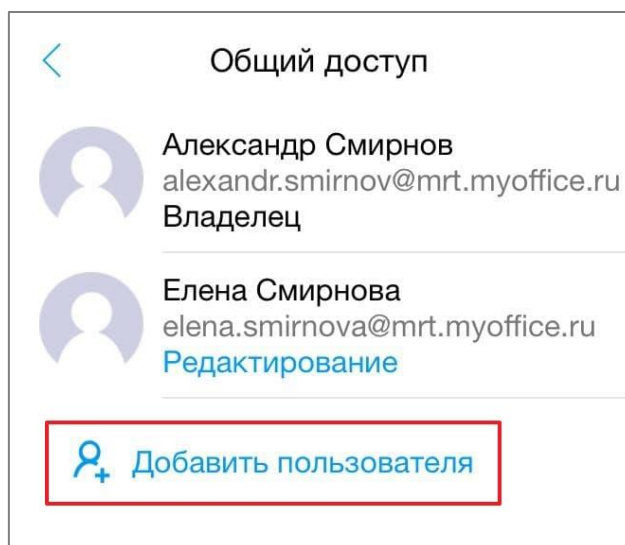 Общий доступ
Александр Смирнов
alexandr.smirnov@mrt.myoffice.ru
Владелец
Елена Смирнова
elena.smirnova@mrt.myoffice.ru
Редактирование
Добавить пользователя